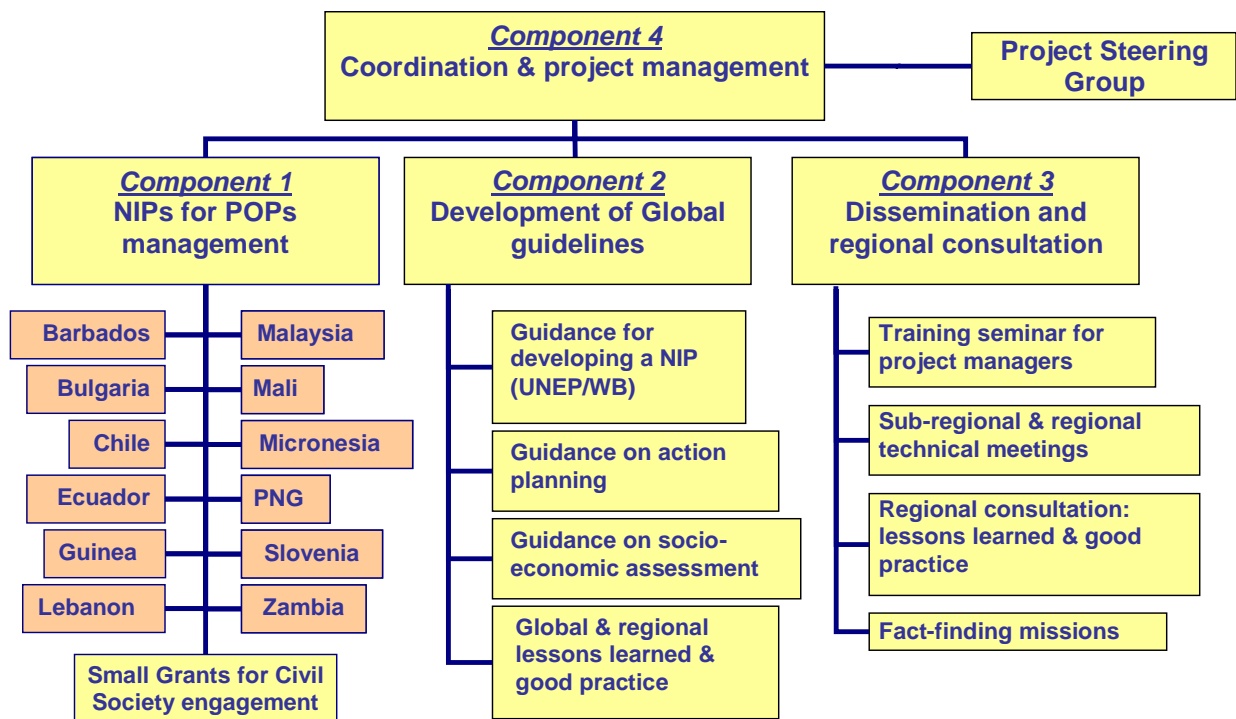 Component 4
Coordination & project management
Project Steering
Group
Component 1
NIPs for POPs
management
Barbados
Malaysia
Bulgaria
Mali
Chile
Micronesia
Ecuador
PNG
Guinea
Slovenia
Lebanon
Zambia
Small Grants for Civil
Society engagement
Component 2
Development of Global
guidelines
Guidance for
developing a NIP
(UNEP/WB)
Guidance on action
planning
Guidance on socio-
economic assessment
Global & regional
lessons learned &
good practice
Component 3
Dissemination and
regional consultation
Training seminar for
project managers
Sub-regional & regional
technical meetings
Regional consultation:
lessons learned & good
practice
Fact-finding missions